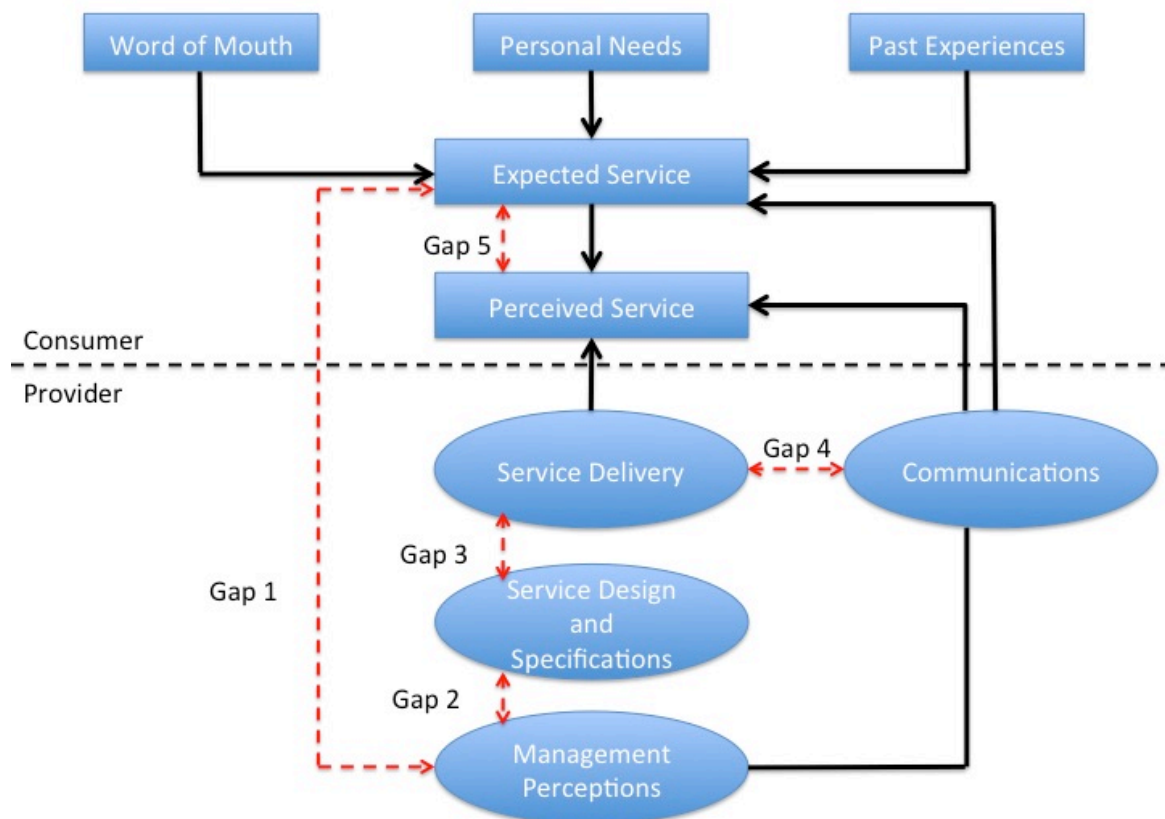 Word of Mouth
Personal Needs
Past Experiences
Expected Service
Gap 5
Perceived Service
Consumer
Provider
Service Delivery
Gap 4
Communications
Gap 3
Gap 1
Service Design
and
Specifications
Gap 2
Management
Perceptions